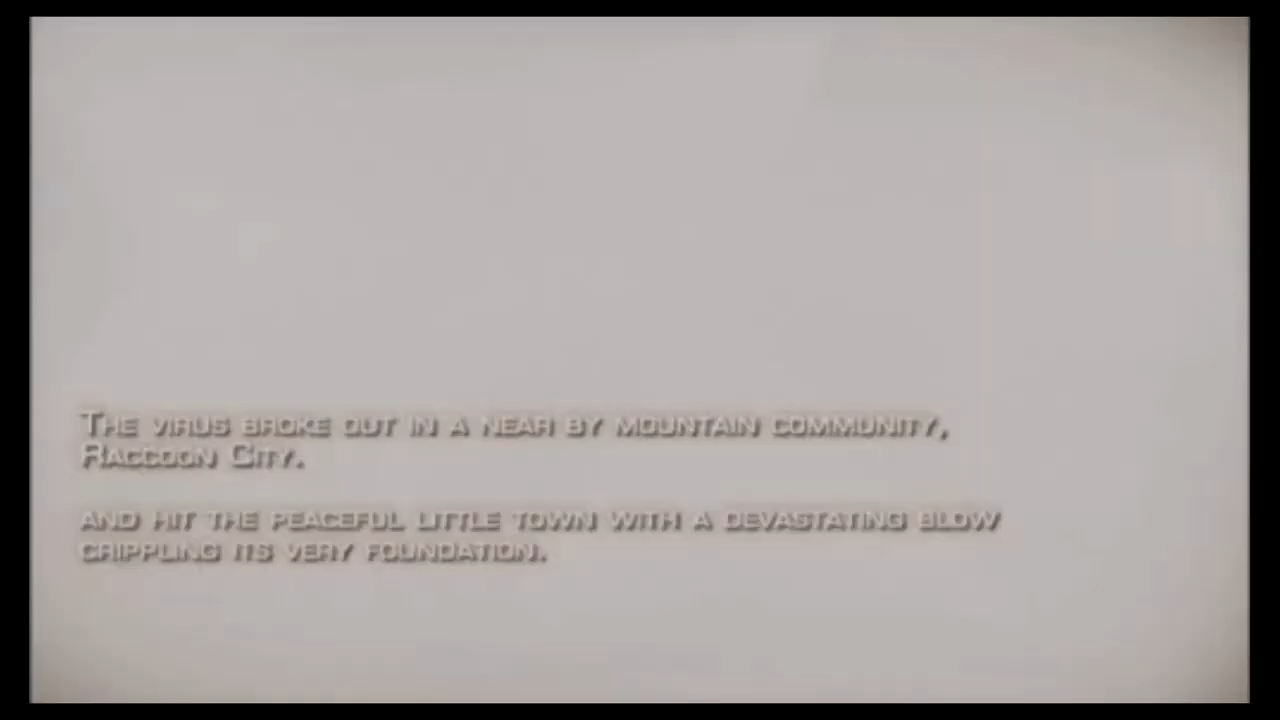 The virus broke out in a near by mountain community,
Raccoon City.
and hit the peaceful little town with a devastating blow
crippling its very foundation.